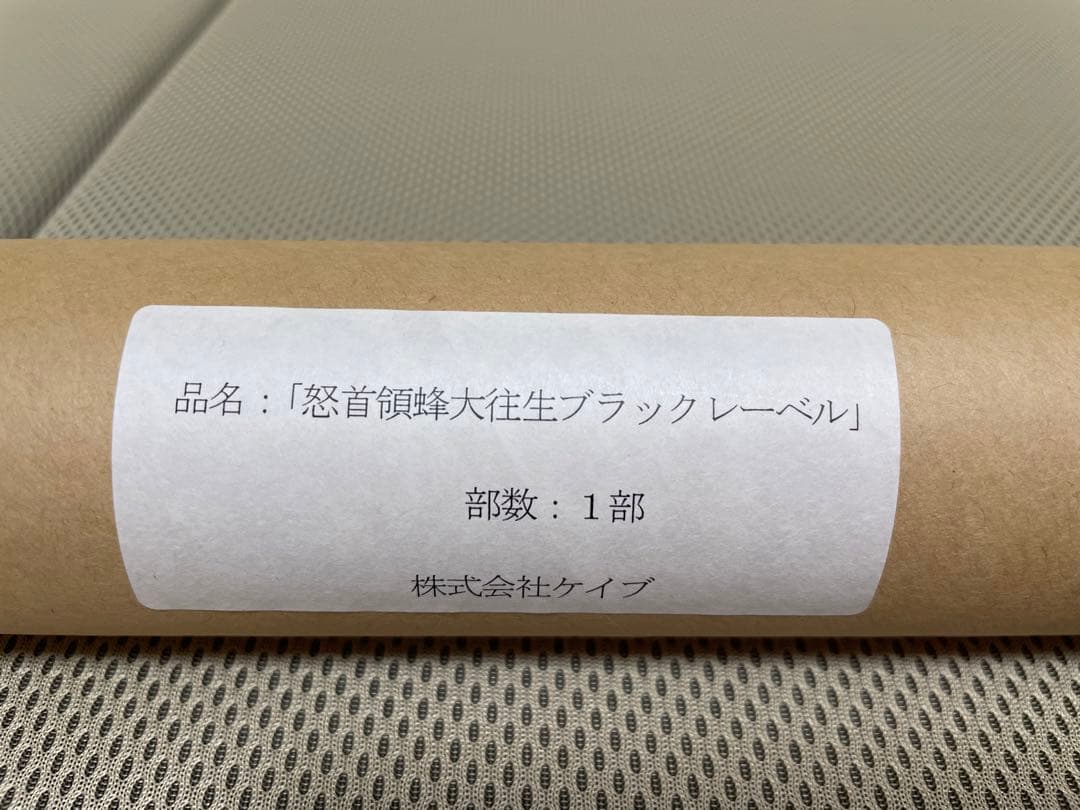 品名：「怒首領蜂大往生ブラックレーベル」
部数：１部
株式会社ケイブ